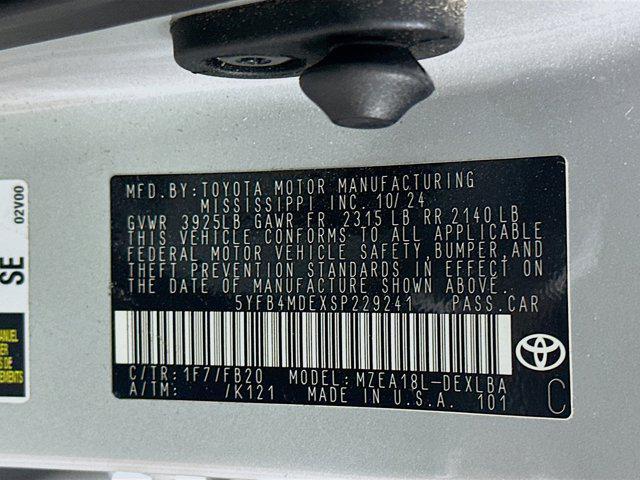 MFD.BY:TOYOTA MOTOR MANUFACTURING
MISSISSIPPI INC. 10/24
GVWR 3925LB GAWR FR. 2315LB RR 2140LB
THIS VEHICLE CONFORMS TO ALL APPLICABLE
FEDERAL MOTOR VEHICLE SAFETY,BUMPER,AND
THEFT PREVENTION STANDARDS IN EFFECT ON
THE DATE OF MANUFACTURE SHOWN ABOVE.
5YFB4MDEXSP229241 PASS.CAR
C/TR:1F7/FB20 MODEL:MZEA18L-DEXLBA
A/TM: /K121 MADE IN U.S.A. 101
C
02V00
SE
MANUEL